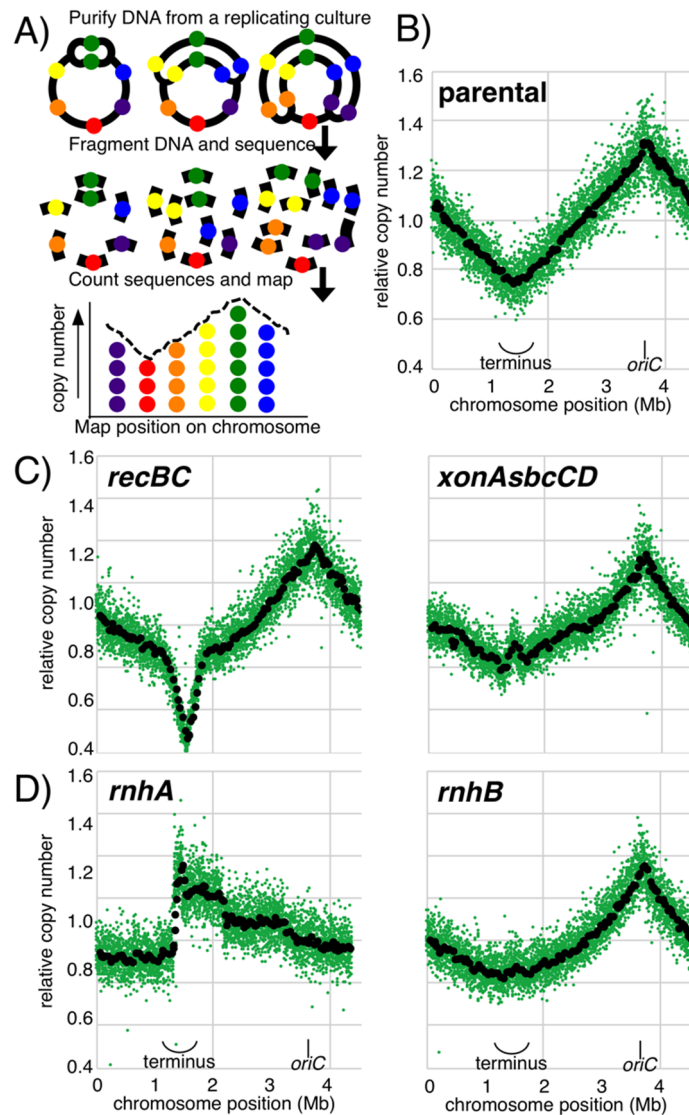 A)
Purify DNA from a replicating culture
Fragment DNA and sequence
Count sequences and map
copy number
Map position on chromosome
B)
parental
relative copy number
1.6
1.4
1.2
1.0
0.8
0.6
0.4
terminus
oriC
0 1 2 3 4
chromosome position (Mb)
C)
recBC
relative copy number
1.6
1.4
1.2
1.0
0.8
0.6
0.4
xonAsbcCD
D)
rnhA
relative copy number
1.6
1.4
1.2
1.0
0.8
0.6
0.4
terminus
oriC
0 1 2 3 4
chromosome position (Mb)
rnhB
terminus
oriC
0 2 4
chromosome position (Mb)